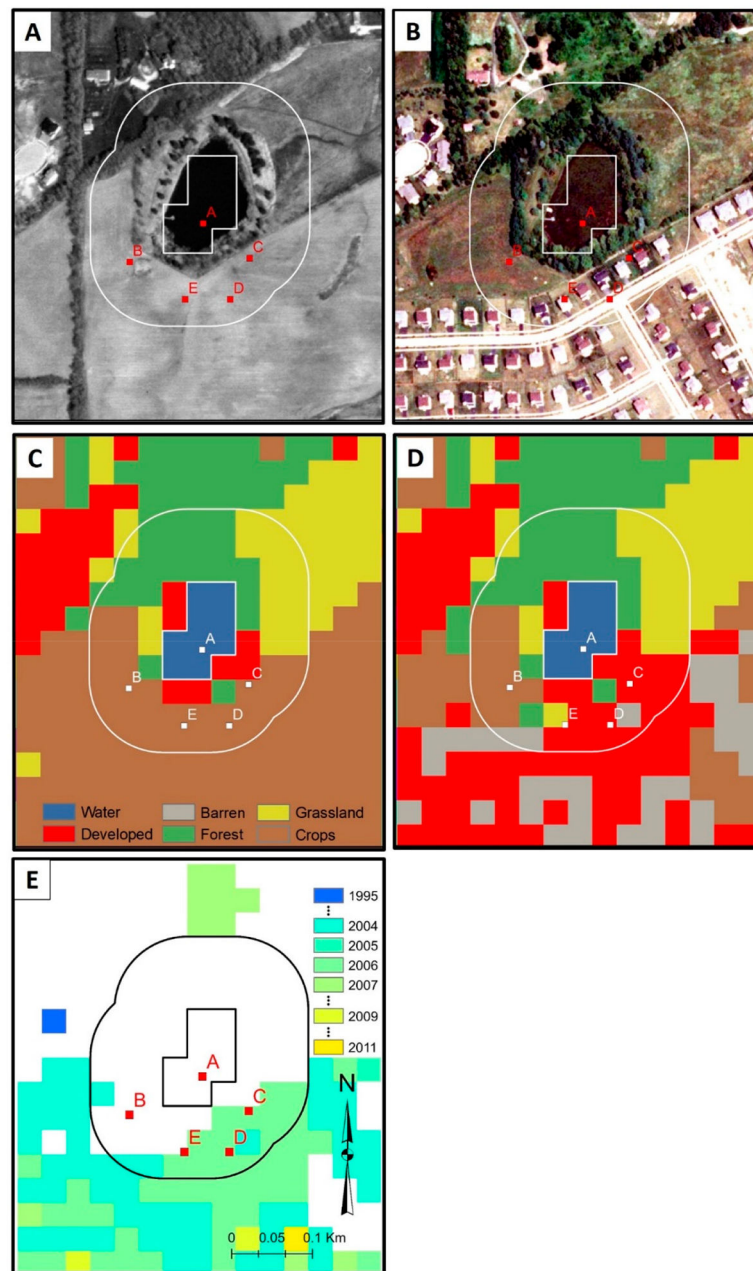 A
A
B
C
E
D
B
A
B
C
E
D
C
A
B
C
E
D
Water
Barren
Grassland
Developed
Forest
Crops
D
A
B
C
E
D
E
1995
2004
2005
2006
2007
2009
2011
A
B
C
E
D
N
0 0.05 0.1 Km